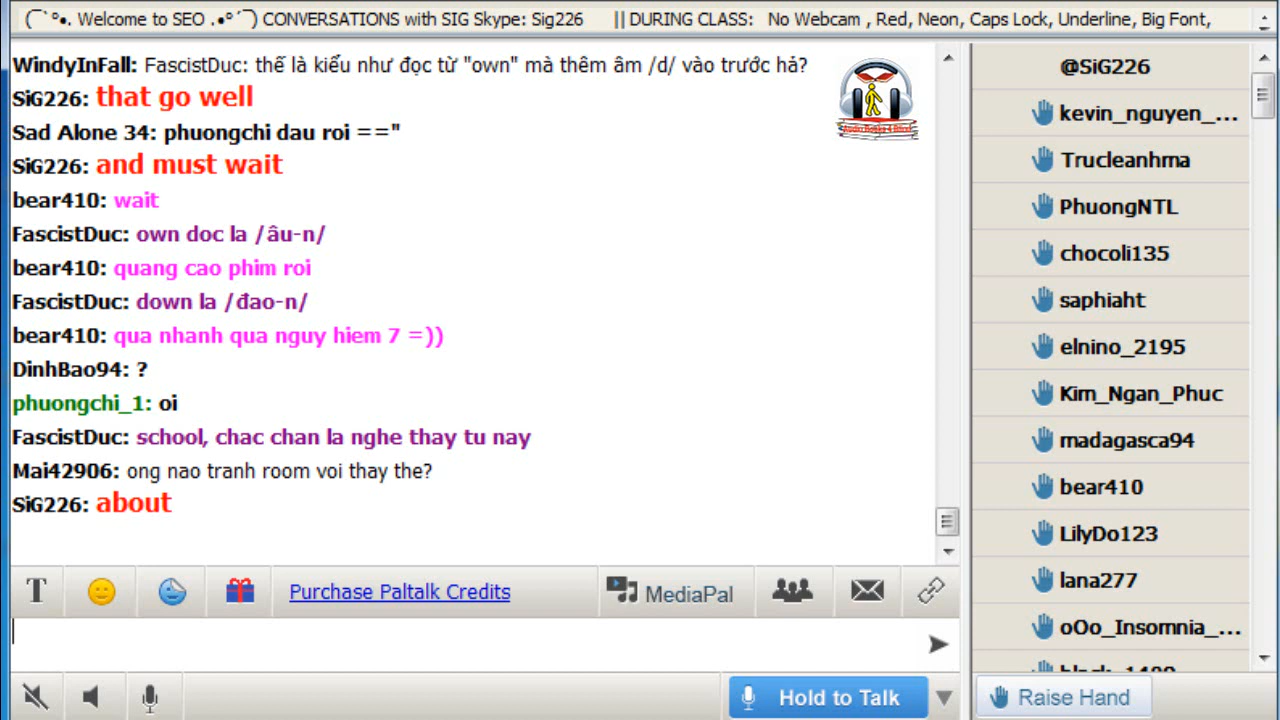 (¯`°•. Welcome to SEO .•°´¯) CONVERSATIONS with SIG Skype: Sig226 || DURING CLASS: No Webcam , Red, Neon, Caps Lock, Underline, Big Font,
WindyInFall: FascistDuc: thế là kiểu như đọc từ "own" mà thêm âm /d/ vào trước hả?
SiG226: that go well
Sad Alone 34: phuongchi dau roi =="
SiG226: and must wait
bear410: wait
FascistDuc: own doc la /âu-n/
bear410: quang cao phim roi
FascistDuc: down la /đao-n/
bear410: qua nhanh qua nguy hiem 7 =))
DinhBao94: ?
phuongchi_1: oi
FascistDuc: school, chac chan la nghe thay tu nay
Mai42906: ong nao tranh room voi thay the?
SiG226: about
T
Purchase Paltalk Credits
MediaPal
Hold to Talk
@SiG226
kevin_nguyen_...
Trucleanhma
PhuongNTL
chocoli135
saphiaht
elnino_2195
Kim_Ngan_Phuc
madagasca94
bear410
LilyDo123
lana277
oOo_Insomnia_...
Raise Hand